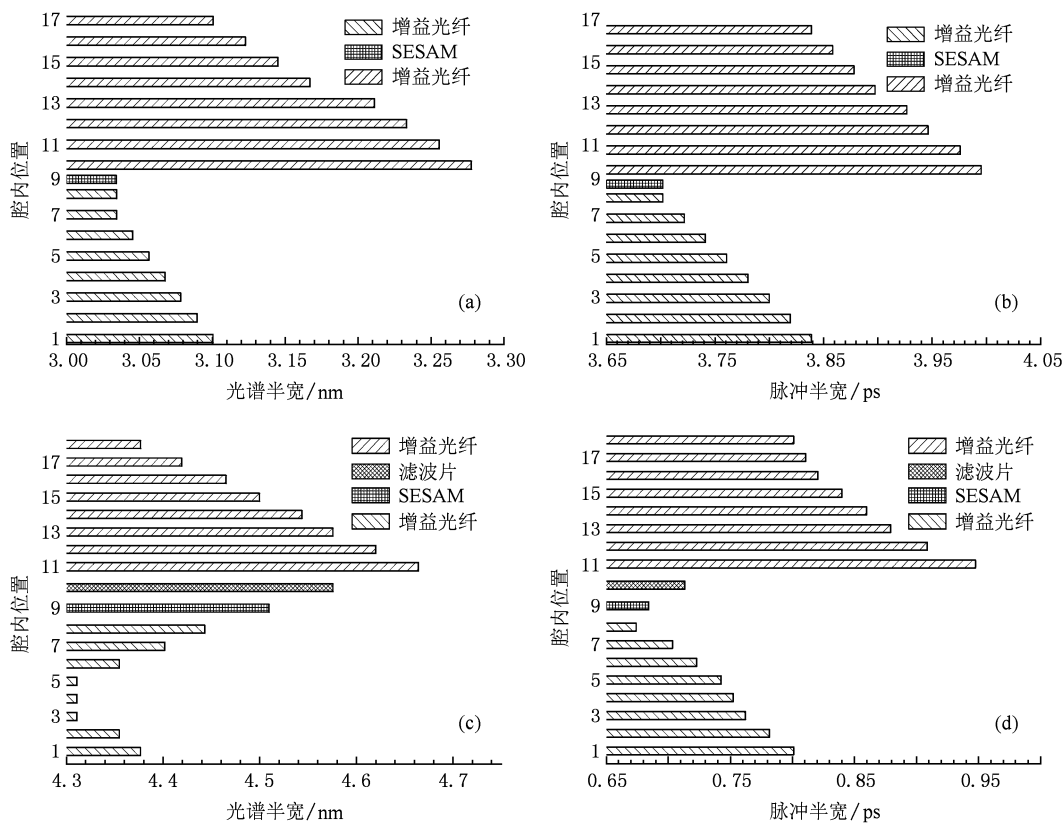 17
15
13
11
9
7
5
3
1
腔内位置
增益光纤
SESAM
增益光纤
(a)
3.00 3.05 3.10 3.15 3.20 3.25 3.30
光谱半宽/nm
17
15
13
11
9
7
5
3
1
腔内位置
增益光纤
SESAM
增益光纤
(b)
3.65 3.75 3.85 3.95 4.05
脉冲半宽/ps
17
15
13
11
9
7
5
3
1
腔内位置
增益光纤
滤波片
SESAM
增益光纤
(c)
4.3 4.4 4.5 4.6 4.7
光谱半宽/nm
17
15
13
11
9
7
5
3
1
腔内位置
增益光纤
滤波片
SESAM
增益光纤
(d)
0.65 0.75 0.85 0.95
脉冲半宽/ps